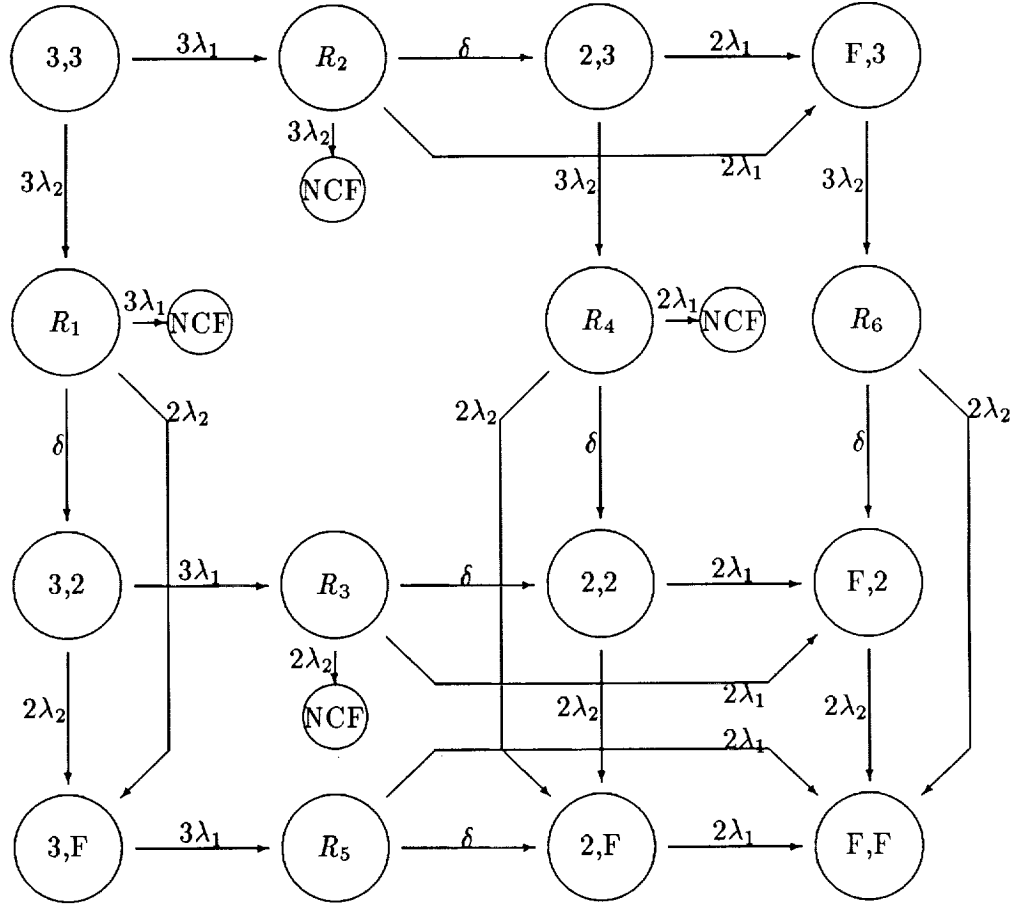 3,3 3λ₁ R₂ δ 2,3 2λ₁ F,3
3λ₂ 3λ₂ 2λ₁ 3λ₂ 3λ₂
NCF
R₁ 3λ₁ NCF R₄ 2λ₁ NCF R₆
2λ₂ 2λ₂ 2λ₂
δ δ δ
3,2 3λ₁ R₃ δ 2,2 2λ₁ F,2
2λ₂ 2λ₂ 2λ₂ 2λ₁ 2λ₂
NCF
2λ₁
3,F 3λ₁ R₅ δ 2,F 2λ₁ F,F